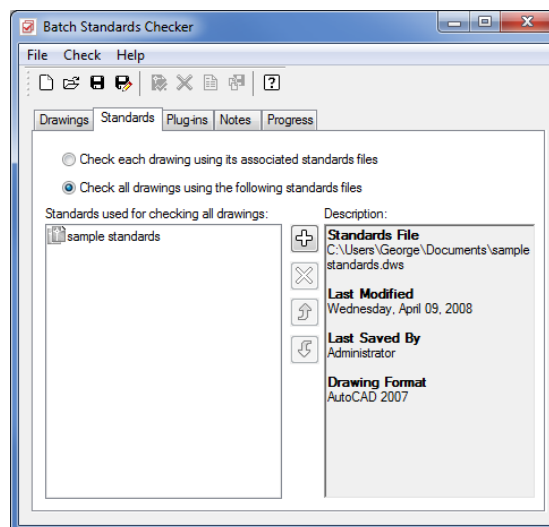 Batch Standards Checker
File Check Help
Drawings Standards Plug-ins Notes Progress
Check each drawing using its associated standards files
Check all drawings using the following standards files
Standards used for checking all drawings:
sample standards
Description:
Standards File
C:\Users\George\Documents\sample
standards.dws
Last Modified
Wednesday, April 09, 2008
Last Saved By
Administrator
Drawing Format
AutoCAD 2007